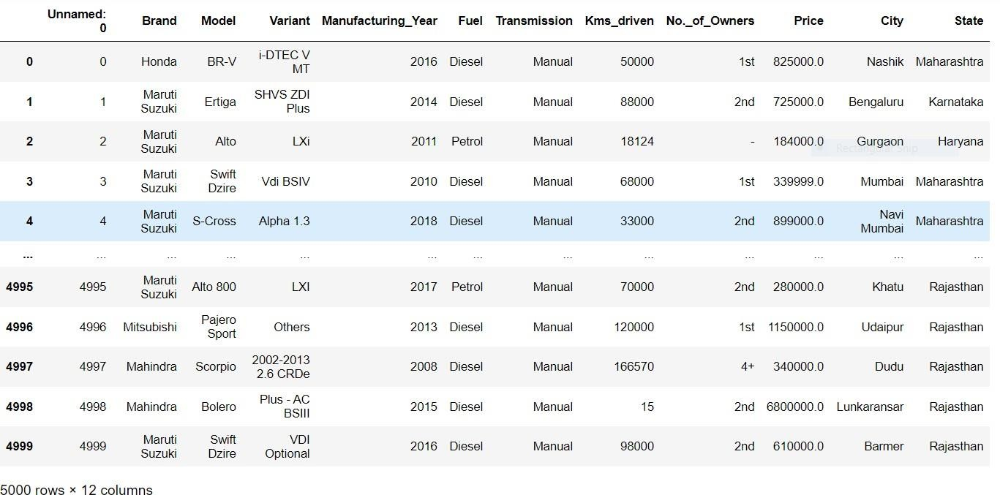 Unnamed: 0 Brand Model Variant Manufacturing_Year Fuel Transmission Kms_driven No._of_Owners Price City State
0 0 Honda BR-V i-DTEC V MT 2016 Diesel Manual 50000 1st 825000.0 Nashik Maharashtra
1 1 Maruti Suzuki Ertiga SHVS ZDI Plus 2014 Diesel Manual 88000 2nd 725000.0 Bengaluru Karnataka
2 2 Maruti Suzuki Alto LXi 2011 Petrol Manual 18124 - 184000.0 Gurgaon Haryana
Rectangular Snip
3 3 Maruti Suzuki Swift Dzire Vdi BSIV 2010 Diesel Manual 68000 1st 339999.0 Mumbai Maharashtra
4 4 Maruti Suzuki S-Cross Alpha 1.3 2018 Diesel Manual 33000 2nd 899000.0 Navi Mumbai Maharashtra
... ... ... ... ... ... ... ... ... ... ... ... ...
4995 4995 Maruti Suzuki Alto 800 LXI 2017 Petrol Manual 70000 2nd 280000.0 Khatu Rajasthan
4996 4996 Mitsubishi Pajero Sport Others 2013 Diesel Manual 120000 1st 1150000.0 Udaipur Rajasthan
4997 4997 Mahindra Scorpio 2002-2013 2.6 CRDe 2008 Diesel Manual 166570 4+ 340000.0 Dudu Rajasthan
4998 4998 Mahindra Bolero Plus - AC BSIII 2015 Diesel Manual 15 2nd 6800000.0 Lunkaransar Rajasthan
4999 4999 Maruti Suzuki Swift Dzire VDI Optional 2016 Diesel Manual 98000 2nd 610000.0 Barmer Rajasthan
5000 rows × 12 columns